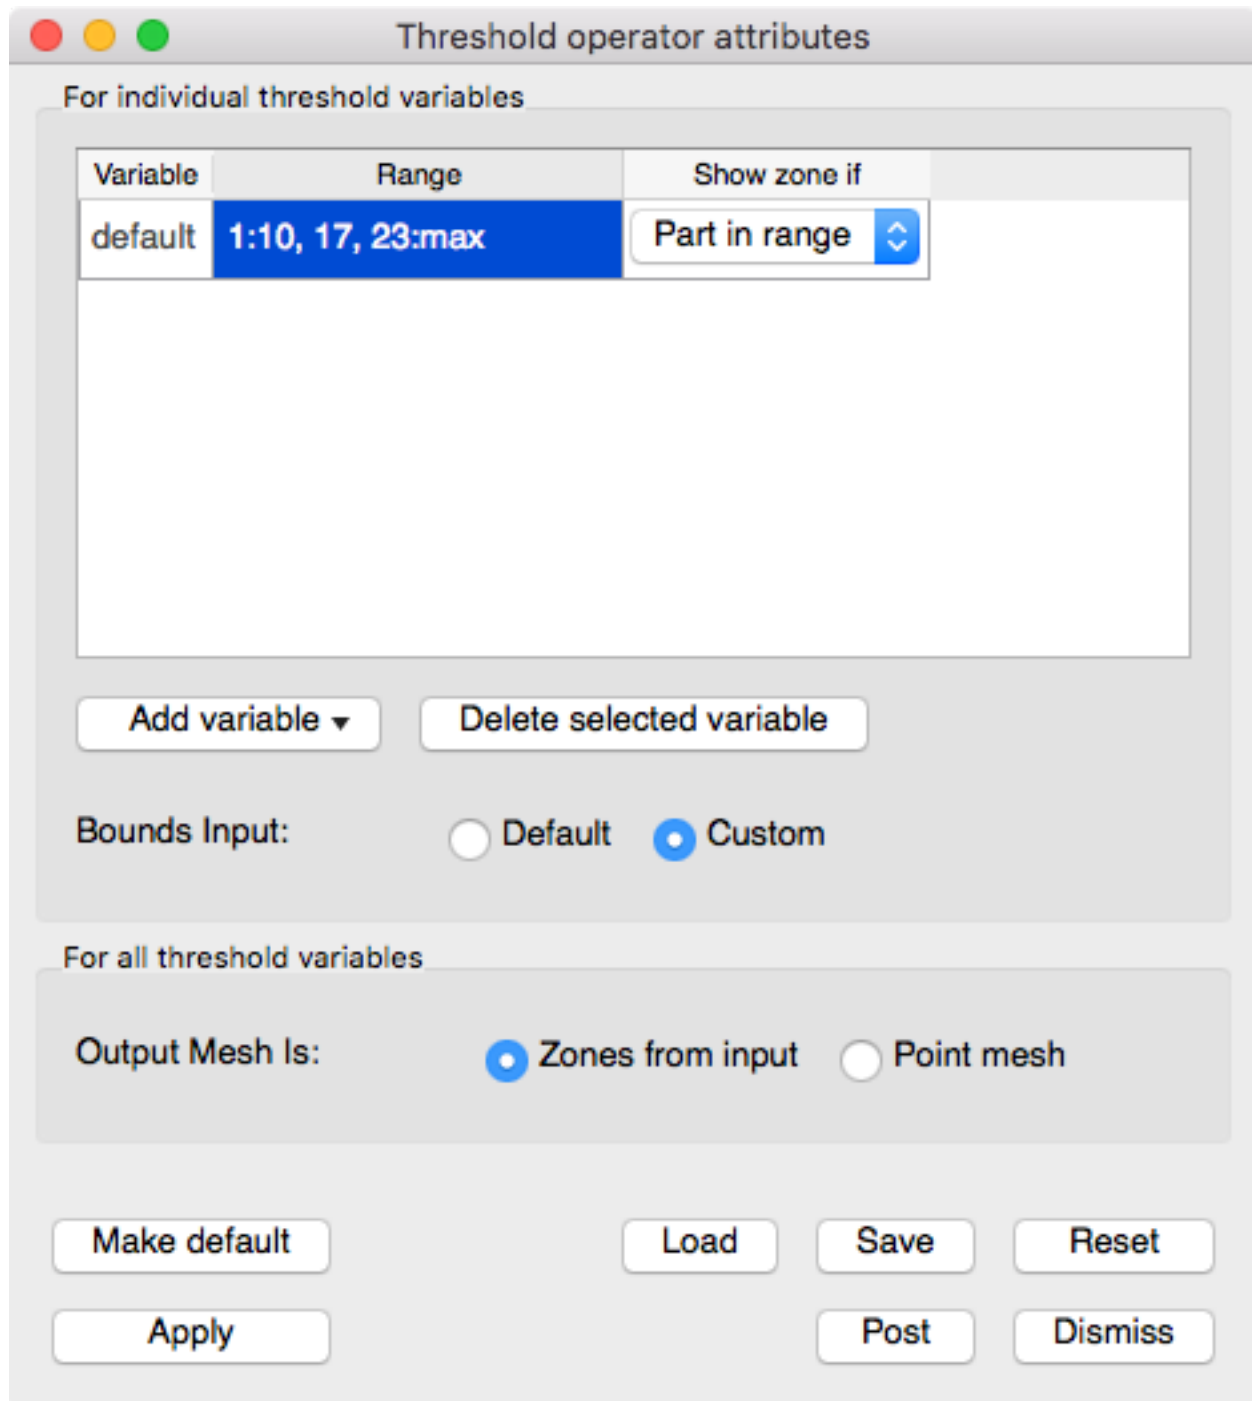 Threshold operator attributes
For individual threshold variables
Variable Range Show zone if
default 1:10, 17, 23:max Part in range
Add variable Delete selected variable
Bounds Input: Default Custom
For all threshold variables
Output Mesh Is: Zones from input Point mesh
Make default Load Save Reset
Apply Post Dismiss